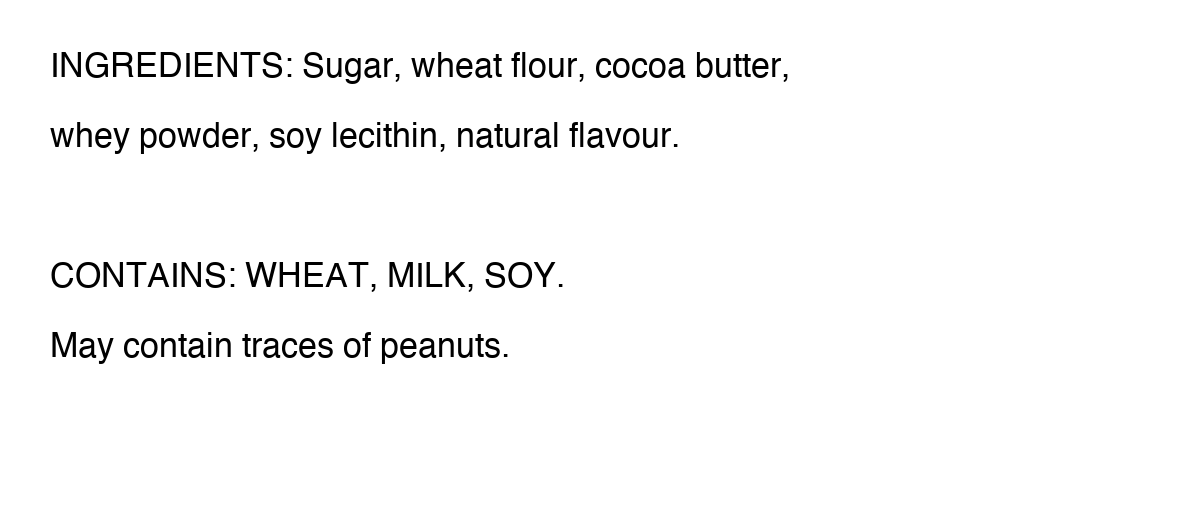 INGREDIENTS: Sugar, wheat flour, cocoa butter,
whey powder, soy lecithin, natural flavour.
CONTAINS: WHEAT, MILK, SOY.
May contain traces of peanuts.